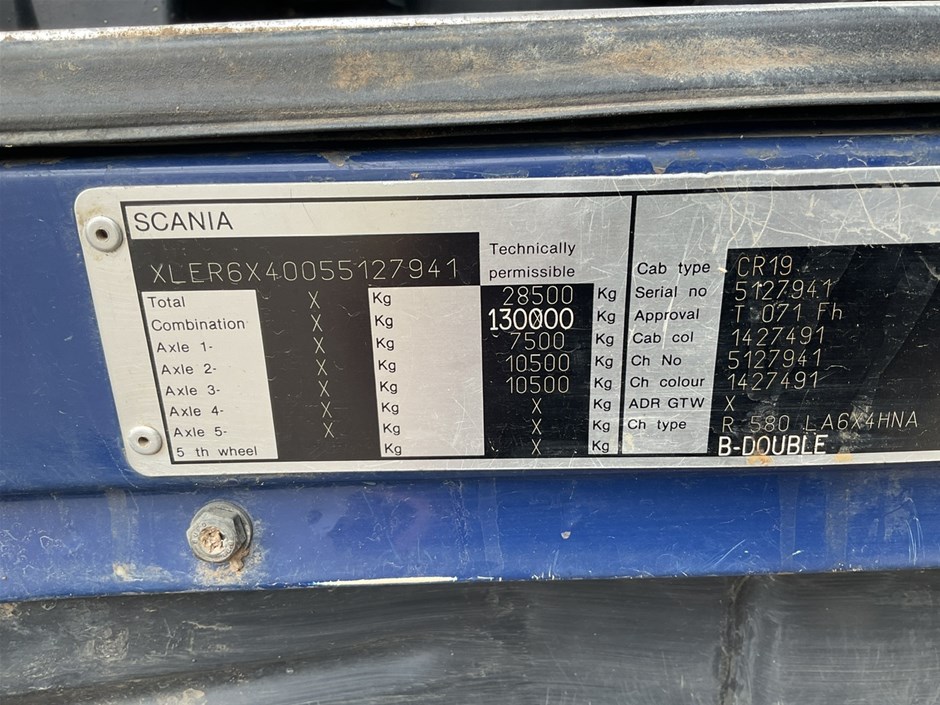 SCANIA
XLER6X40055127941
Technically
permissible
Total X Kg 28500 Kg
Combination X Kg 130000 Kg
Axle 1- X Kg 7500 Kg
Axle 2- X Kg 10500 Kg
Axle 3- X Kg 10500 Kg
Axle 4- X Kg X Kg
Axle 5- X Kg X Kg
5 th wheel Kg X Kg
Cab type CR19
Serial no 5127941
Approval T 071 Fh
Cab col 1427491
Ch No 5127941
Ch colour 1427491
ADR GTW X
Ch type R 580 LA6X4HNA
B-DOUBLE